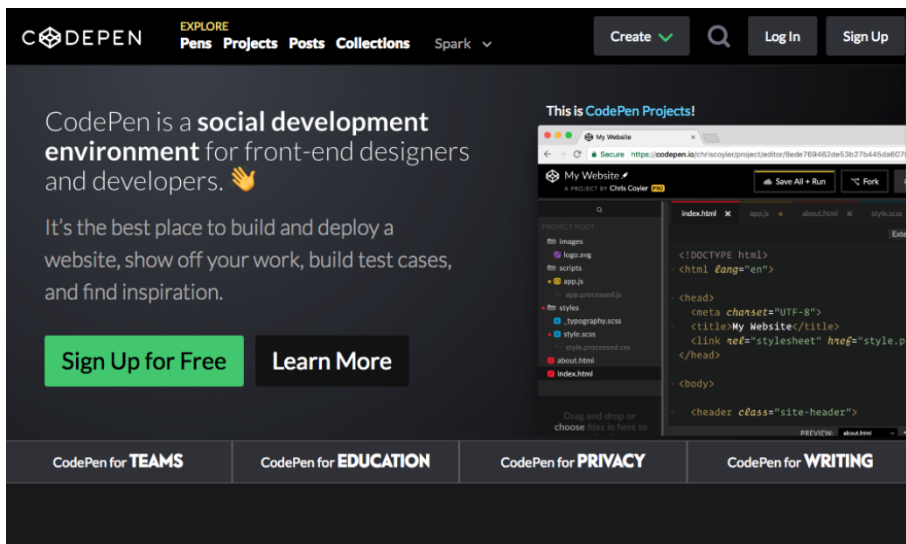 CODEPEN
EXPLORE
Pens Projects Posts Collections Spark
Create
Log In
Sign Up
CodePen is a social development
environment for front-end designers
and developers. 👋
It's the best place to build and deploy a
website, show off your work, build test cases,
and find inspiration.
Sign Up for Free
Learn More
This is CodePen Projects!
My Website
Secure https://codepen.io/chriscoyier/project/editor/
My Website
A PROJECT BY Chris Coyier PRO
Save All + Run
Fork
index.html app.js about.html style.scss
PROJECT ROOT
images
logo.svg
scripts
app.js
app.processed.js
styles
_typography.scss
style.scss
style.processed.css
about.html
index.html
Drag and drop or
choose files in here to
<!DOCTYPE html>
<html lang="en">
<head>
<meta charset="UTF-8">
<title>My Website</title>
<link rel="stylesheet" href="style.p
</head>
<body>
<header class="site-header">
PREVIEW: about.html
CodePen for TEAMS
CodePen for EDUCATION
CodePen for PRIVACY
CodePen for WRITING